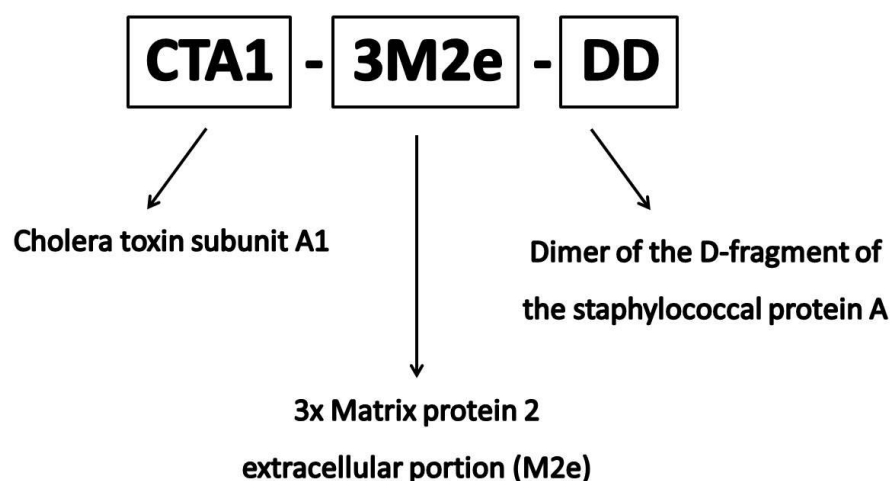 CTA1 - 3M2e - DD
Cholera toxin subunit A1
Dimer of the D-fragment of
the staphylococcal protein A
3x Matrix protein 2
extracellular portion (M2e)